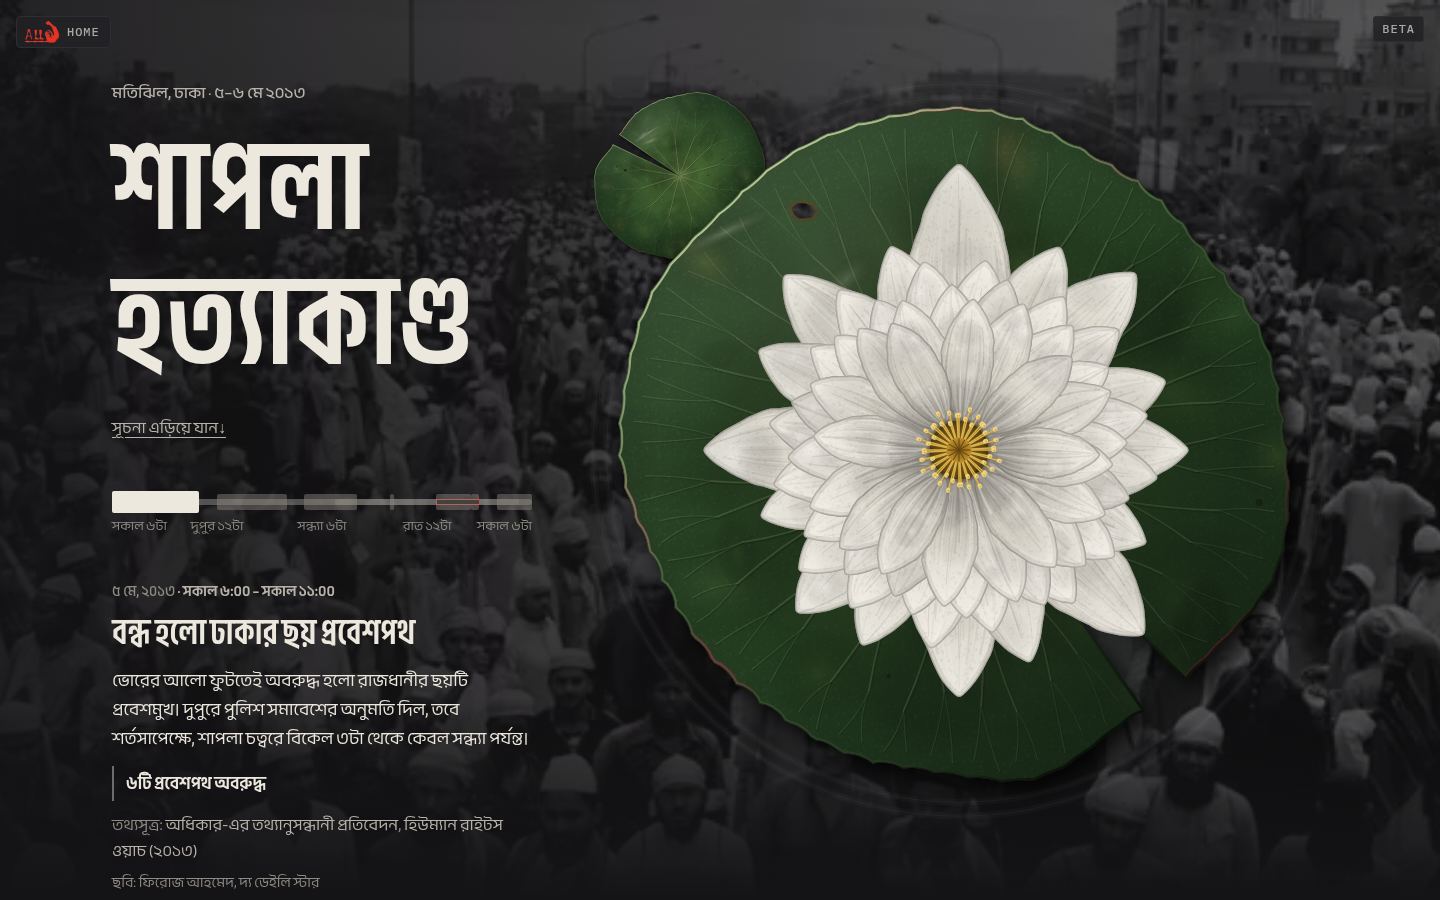 ALL HOME
BETA
মতিঝিল, ঢাকা · ৫–৬ মে ২০১৩
শাপলা
হত্যাকাণ্ড
সূচনা এড়িয়ে যান↓
সকাল ৬টা দুপুর ১২টা সন্ধ্যা ৬টা রাত ১২টা সকাল ৬টা
৫ মে, ২০১৩ · সকাল ৬:০০ – সকাল ১১:০০
বন্ধ হলো ঢাকার ছয় প্রবেশপথ
ভোরের আলো ফুটতেই অবরুদ্ধ হলো রাজধানীর ছয়টি
প্রবেশমুখ। দুপুরে পুলিশ সমাবেশের অনুমতি দিল, তবে
শর্তসাপেক্ষে, শাপলা চত্বরে বিকেল ৩টা থেকে কেবল সন্ধ্যা পর্যন্ত।
৬টি প্রবেশপথ অবরুদ্ধ
তথ্যসূত্র: অধিকার-এর তথ্যানুসন্ধানী প্রতিবেদন, হিউম্যান রাইটস
ওয়াচ (২০১৩)
ছবি: ফিরোজ আহমেদ, দ্য ডেইলি স্টার